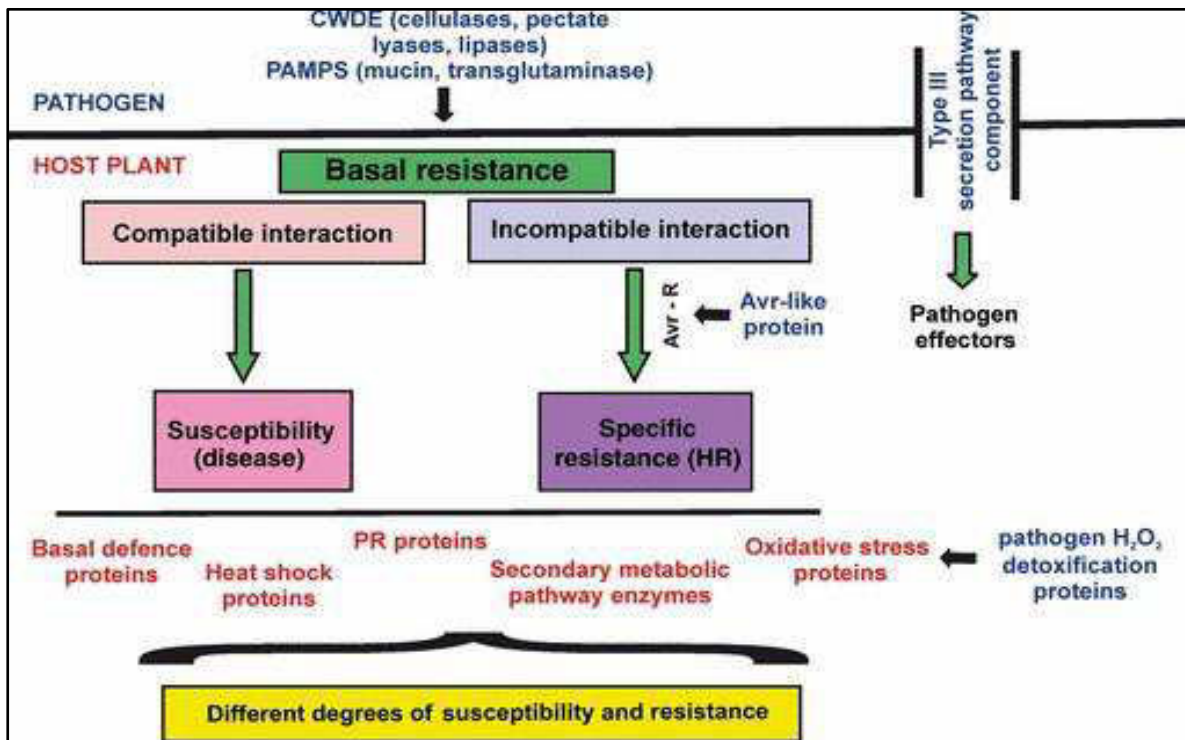 CWDE (cellulases, pectate
lyases, lipases)
PAMPS (mucin, transglutaminase)
PATHOGEN
Type III
secretion pathway
component
HOST PLANT
Basal resistance
Compatible interaction
Incompatible interaction
Avr - R
Avr-like
protein
Pathogen
effectors
Susceptibility
(disease)
Specific
resistance (HR)
Basal defence
proteins
Heat shock
proteins
PR proteins
Secondary metabolic
pathway enzymes
Oxidative stress
proteins
pathogen H₂O₂
detoxification
proteins
Different degrees of susceptibility and resistance